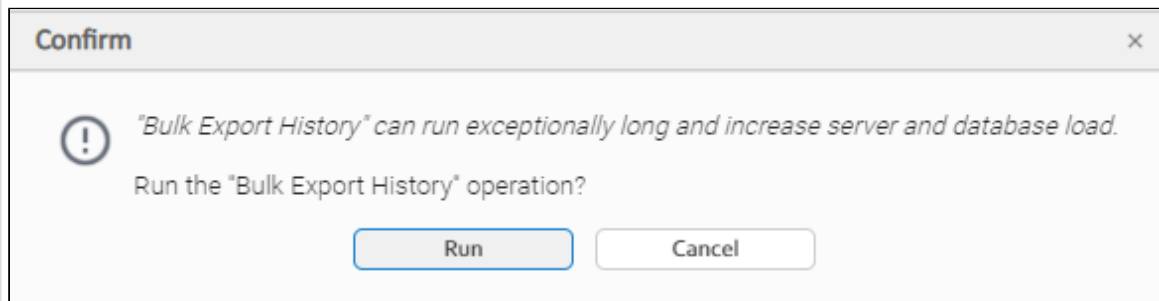 Confirm
"Bulk Export History" can run exceptionally long and increase server and database load.
Run the "Bulk Export History" operation?
Run
Cancel